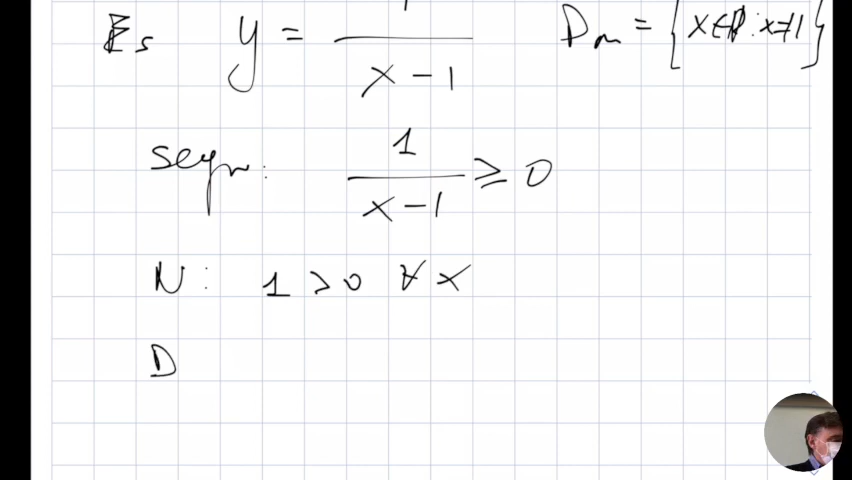 Es y = 1/(x-1) Dm = {x∈ℝ: x≠1}
segn: 1/(x-1) ≥ 0
N: 1 > 0 ∀ x
D